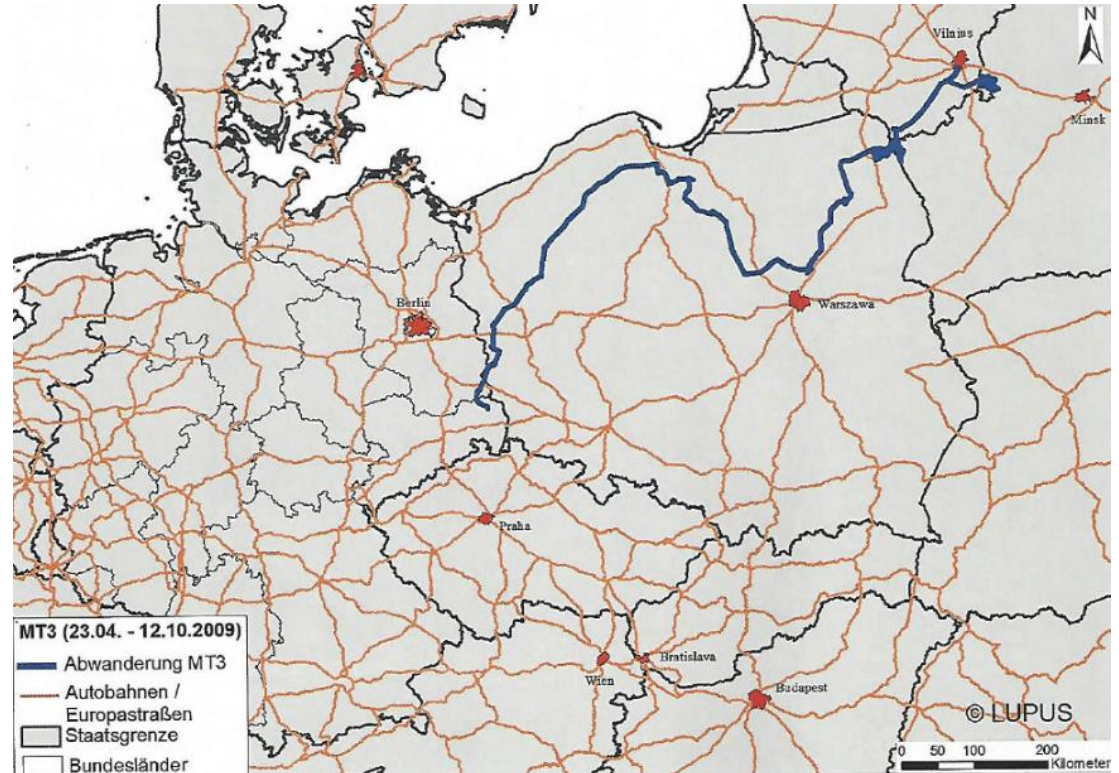 N
Vilniss
Minsk
Berlin
Warszawa
Praha
Wien
Bratislava
Budapest
MT3 (23.04. - 12.10.2009)
Abwanderung MT3
Autobahnen /
Europastraßen
Staatsgrenze
Bundesländer
© LUPUS
0 50 100 200
Kilometer